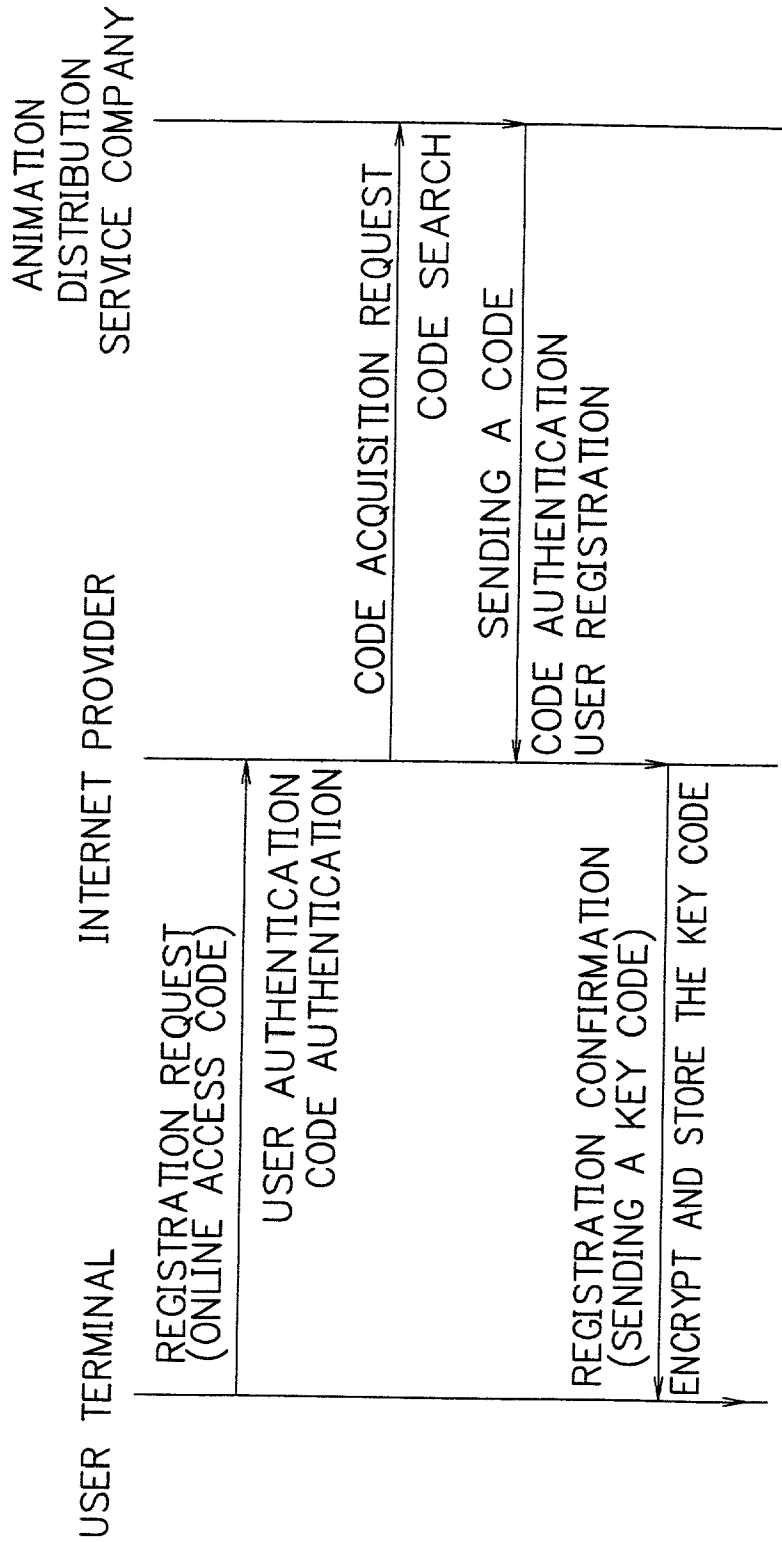 USER TERMINAL
INTERNET PROVIDER
ANIMATION
DISTRIBUTION
SERVICE COMPANY
REGISTRATION REQUEST
(ONLINE ACCESS CODE)
USER AUTHENTICATION
CODE AUTHENTICATION
CODE ACQUISITION REQUEST
CODE SEARCH
SENDING A CODE
CODE AUTHENTICATION
USER REGISTRATION
REGISTRATION CONFIRMATION
(SENDING A KEY CODE)
ENCRYPT AND STORE THE KEY CODE